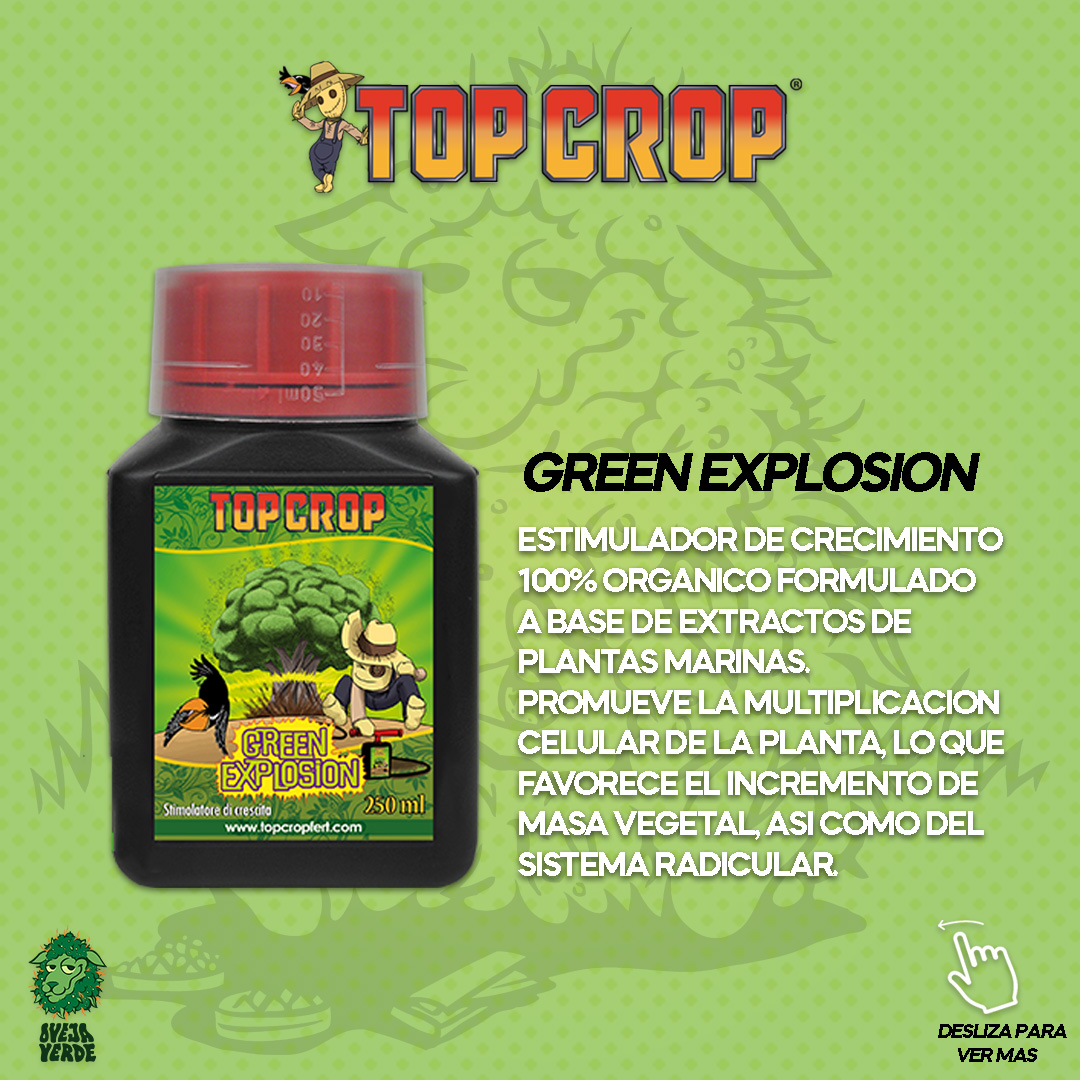 TOP CROP®
10
20
30
40
50ml
TOP CROP
GREEN
EXPLOSION
Stimolatore di crescita
250 ml
www.topcropfert.com
GREEN EXPLOSION
ESTIMULADOR DE CRECIMIENTO
100% ORGANICO FORMULADO
A BASE DE EXTRACTOS DE
PLANTAS MARINAS.
PROMUEVE LA MULTIPLICACION
CELULAR DE LA PLANTA, LO QUE
FAVORECE EL INCREMENTO DE
MASA VEGETAL, ASI COMO DEL
SISTEMA RADICULAR.
OVEJA
VERDE
DESLIZA PARA
VER MAS